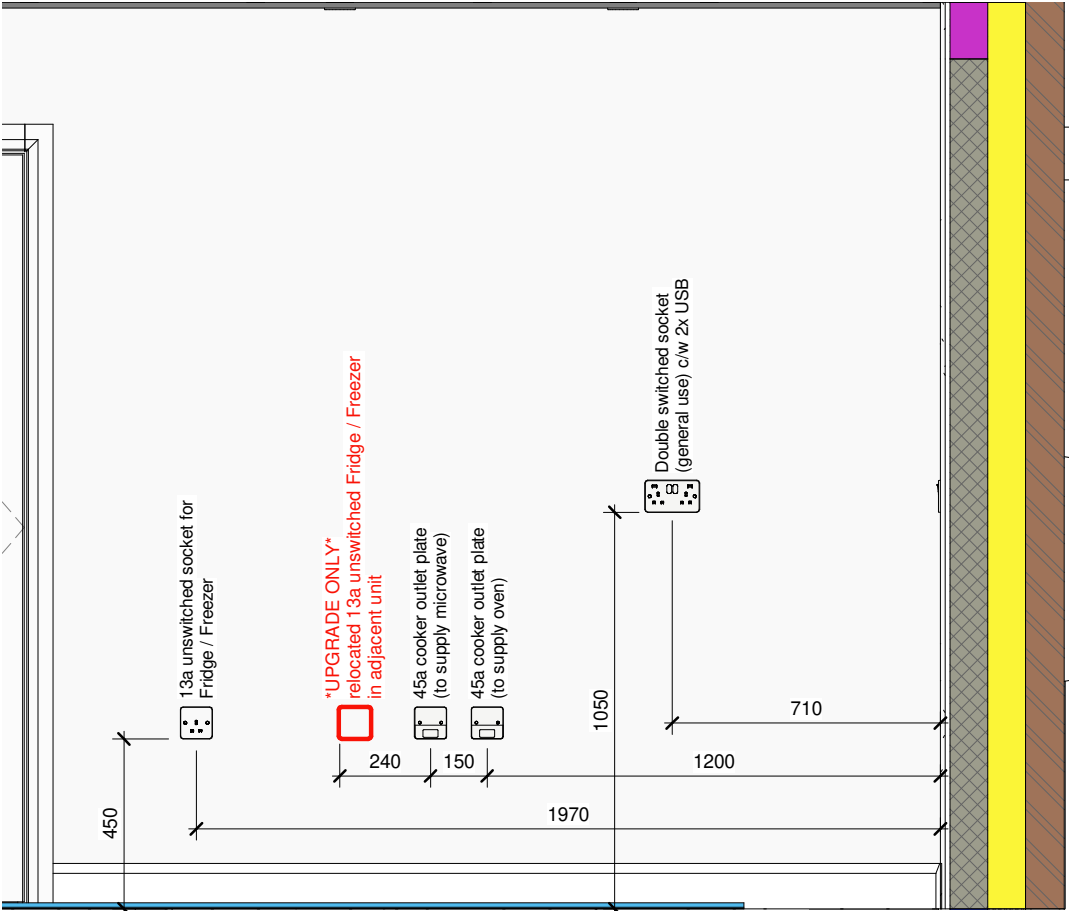 Double switched socket
(general use) c/w 2x USB
*UPGRADE ONLY*
relocated 13a unswitched Fridge / Freezer
in adjacent unit
13a unswitched socket for
Fridge / Freezer
45a cooker outlet plate
(to supply microwave)
45a cooker outlet plate
(to supply oven)
1050
710
240
150
1200
1970
450